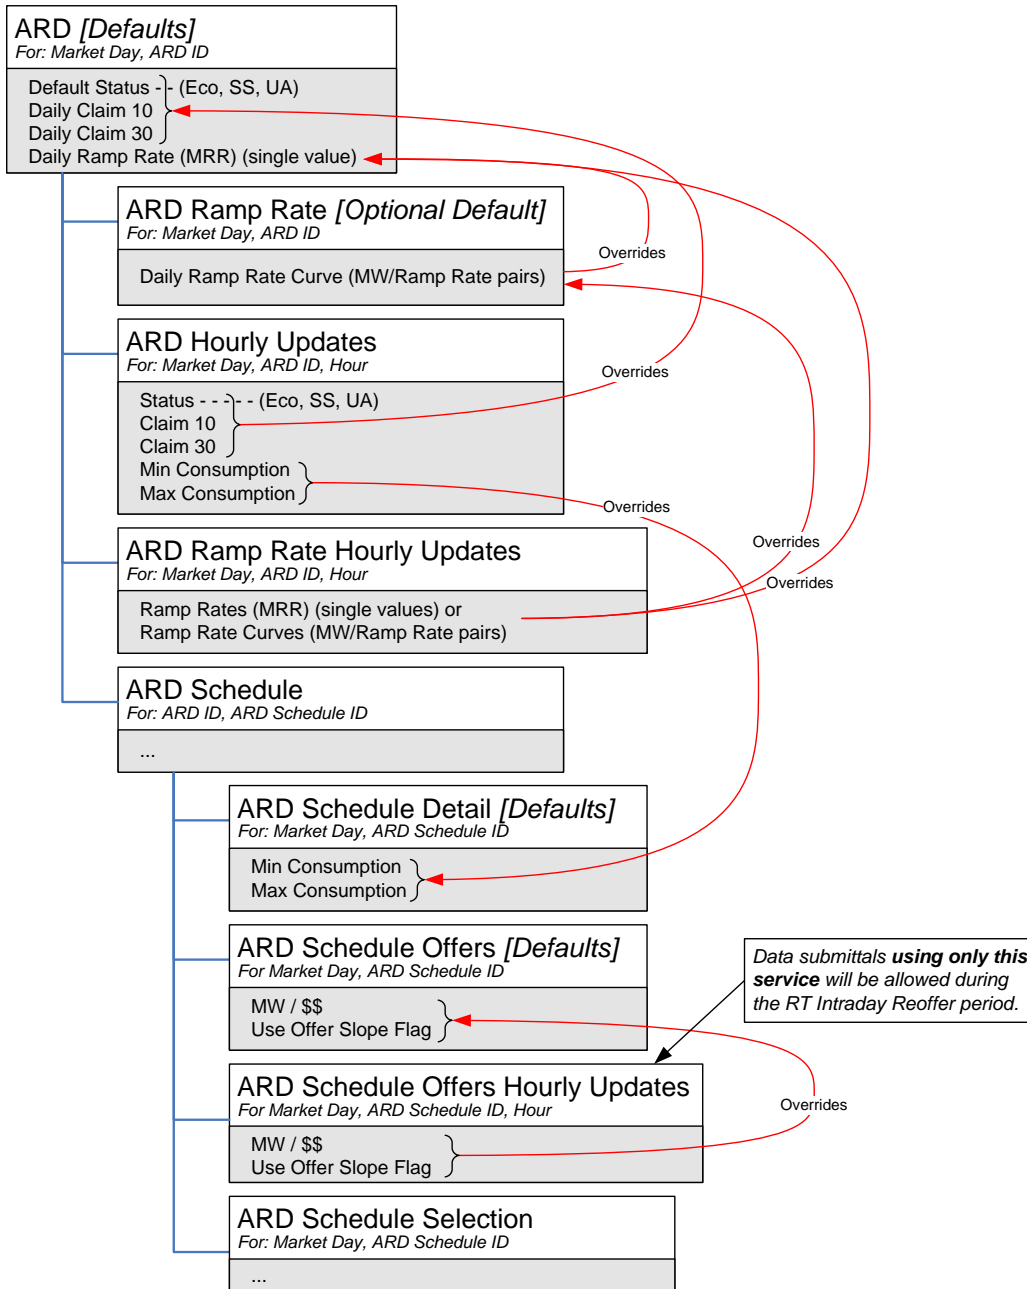 ARD [Defaults]
For: Market Day, ARD ID
Default Status - - (Eco, SS, UA)
Daily Claim 10
Daily Claim 30
Daily Ramp Rate (MRR) (single value)
ARD Ramp Rate [Optional Default]
For: Market Day, ARD ID
Daily Ramp Rate Curve (MW/Ramp Rate pairs)
Overrides
ARD Hourly Updates
For: Market Day, ARD ID, Hour
Status - - - - - (Eco, SS, UA)
Claim 10
Claim 30
Min Consumption
Max Consumption
Overrides
Overrides
ARD Ramp Rate Hourly Updates
For: Market Day, ARD ID, Hour
Ramp Rates (MRR) (single values) or
Ramp Rate Curves (MW/Ramp Rate pairs)
Overrides
Overrides
ARD Schedule
For: ARD ID, ARD Schedule ID
...
ARD Schedule Detail [Defaults]
For: Market Day, ARD Schedule ID
Min Consumption
Max Consumption
ARD Schedule Offers [Defaults]
For Market Day, ARD Schedule ID
MW / $$
Use Offer Slope Flag
Data submittals using only this
service will be allowed during
the RT Intraday Reoffer period.
ARD Schedule Offers Hourly Updates
For Market Day, ARD Schedule ID, Hour
MW / $$
Use Offer Slope Flag
Overrides
ARD Schedule Selection
For: Market Day, ARD Schedule ID
...